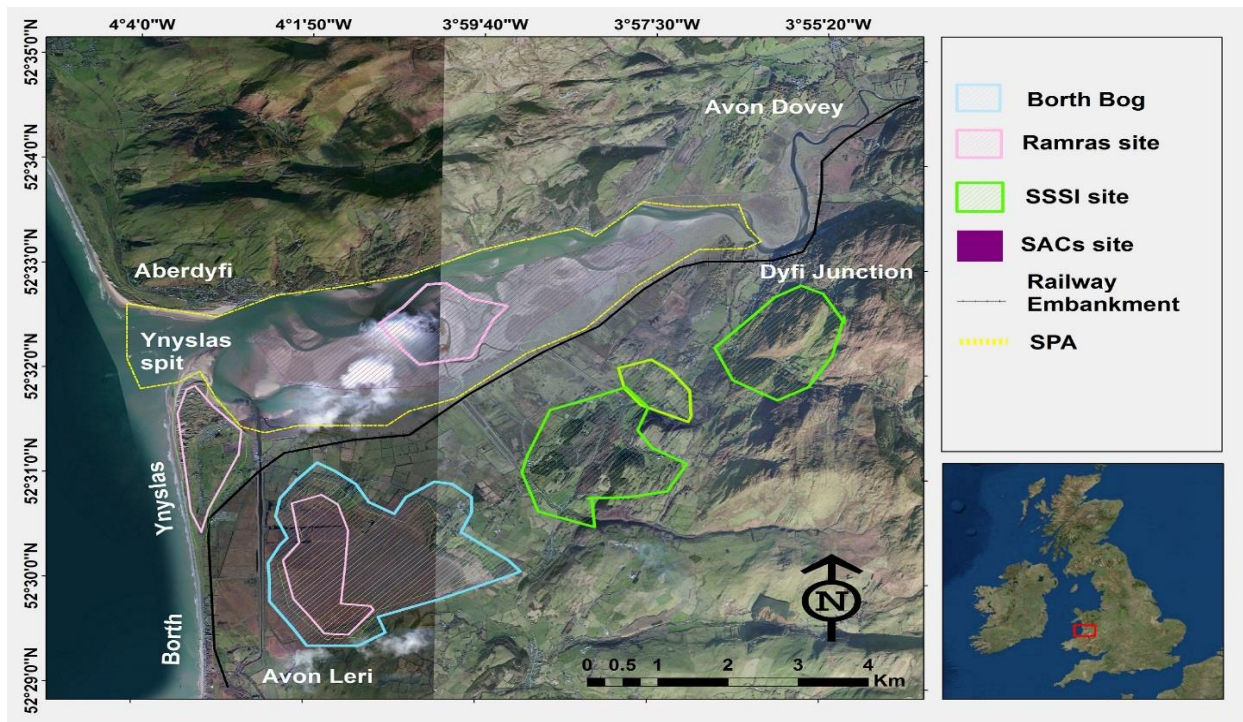 4°4'0"W 4°1'50"W 3°59'40"W 3°57'30"W 3°55'20"W
52°35'0"N
52°34'0"N
52°33'0"N
52°32'0"N
52°31'0"N
52°30'0"N
52°29'0"N
Avon Dovey
Aberdyfi
Dyfi Junction
Ynyslas
spit
Ynyslas
Borth
Avon Leri
N
0 0.5 1 2 3 4
Km
Borth Bog
Ramras site
SSSI site
SACs site
Railway
Embankment
SPA